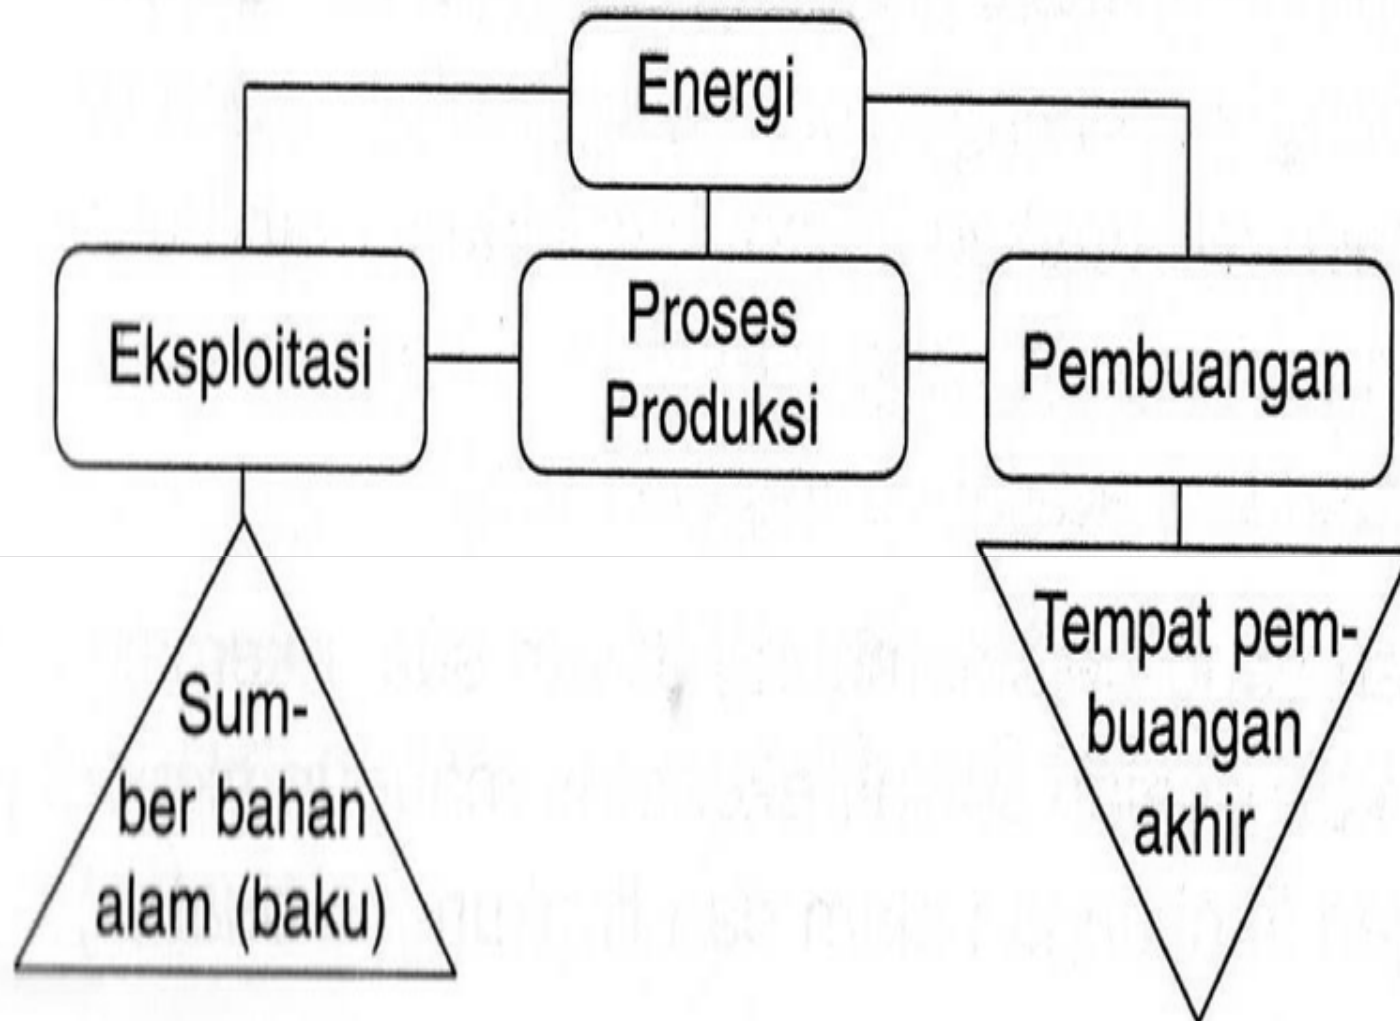 Energi
Eksploitasi
Proses
Produksi
Pembuangan
Sum-
ber bahan
alam (baku)
Tempat pem-
buangan
akhir